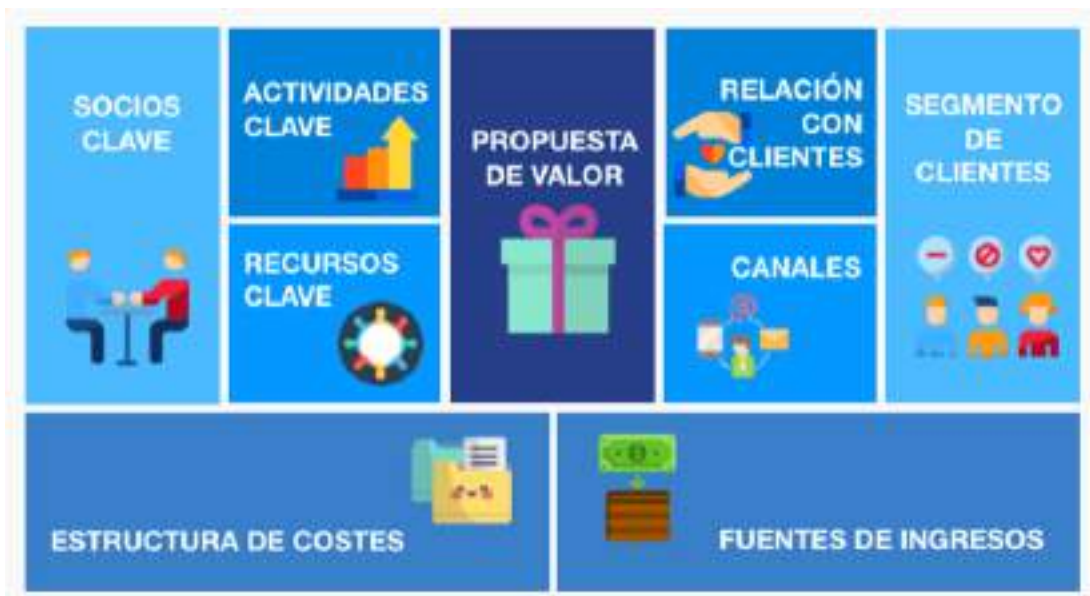 SOCIOS
CLAVE
ACTIVIDADES
CLAVE
RECURSOS
CLAVE
PROPUESTA
DE VALOR
RELACIÓN
CON
CLIENTES
CANALES
SEGMENTO
DE
CLIENTES
ESTRUCTURA DE COSTES
FUENTES DE INGRESOS